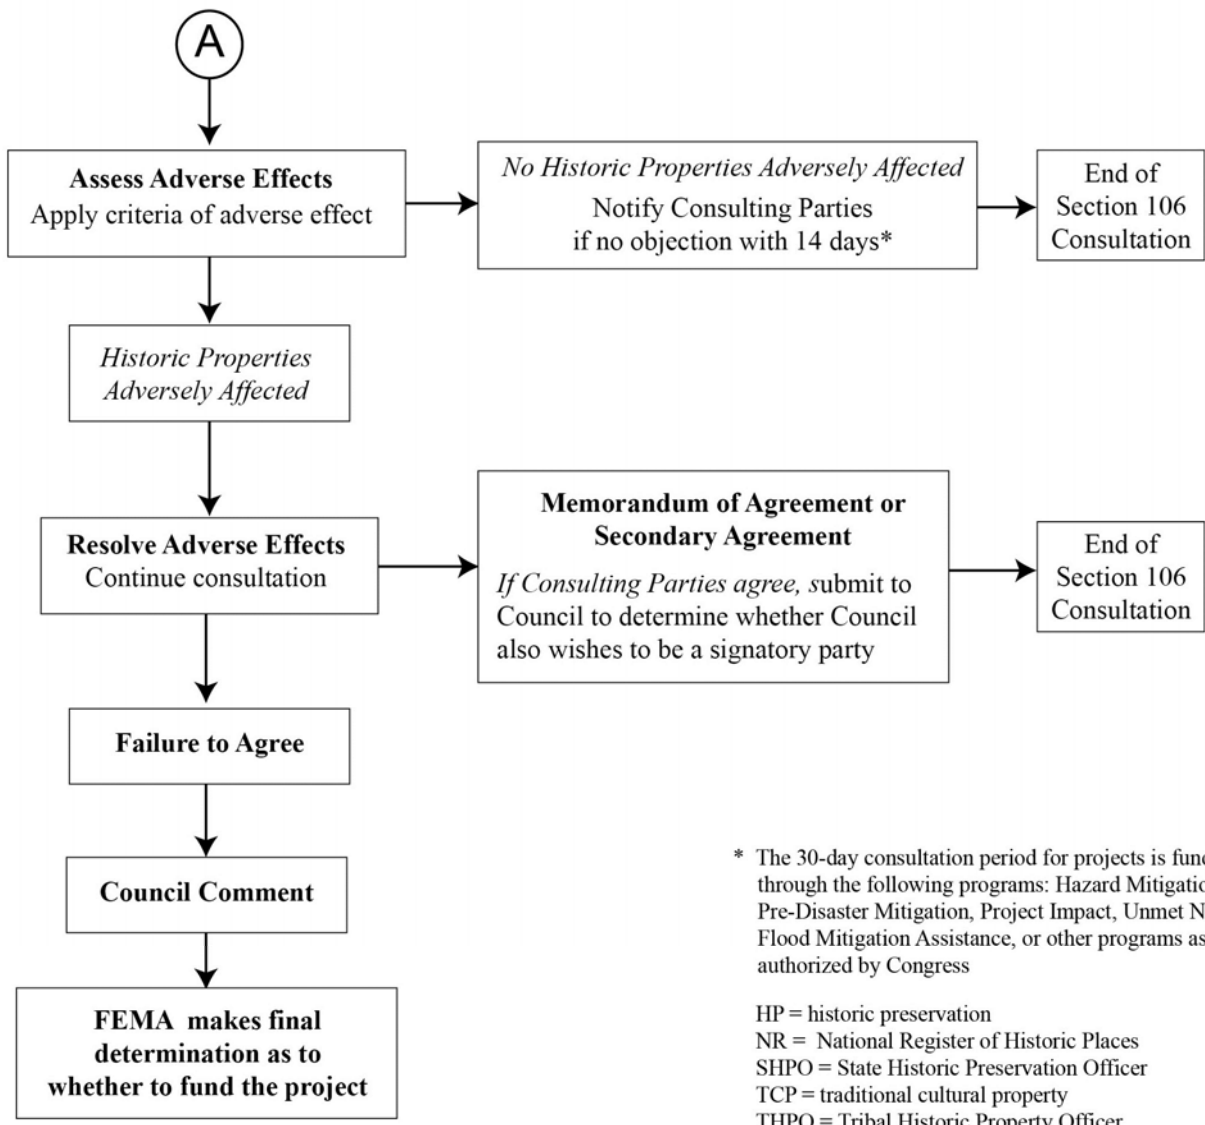 A
Assess Adverse Effects
Apply criteria of adverse effect
No Historic Properties Adversely Affected
Notify Consulting Parties
if no objection with 14 days*
End of
Section 106
Consultation
Historic Properties
Adversely Affected
Resolve Adverse Effects
Continue consultation
Memorandum of Agreement or
Secondary Agreement
If Consulting Parties agree, submit to
Council to determine whether Council
also wishes to be a signatory party
End of
Section 106
Consultation
Failure to Agree
Council Comment
FEMA makes final
determination as to
whether to fund the project
* The 30-day consultation period for projects is
through the following programs: Hazard
Pre-Disaster Mitigation, Project Impact, Unmet
Flood Mitigation Assistance, or other programs as
authorized by Congress
HP = historic preservation
NR = National Register of Historic Places
SHPO = State Historic Preservation Officer
TCP = traditional cultural property
THPO = Tribal Historic Property Officer